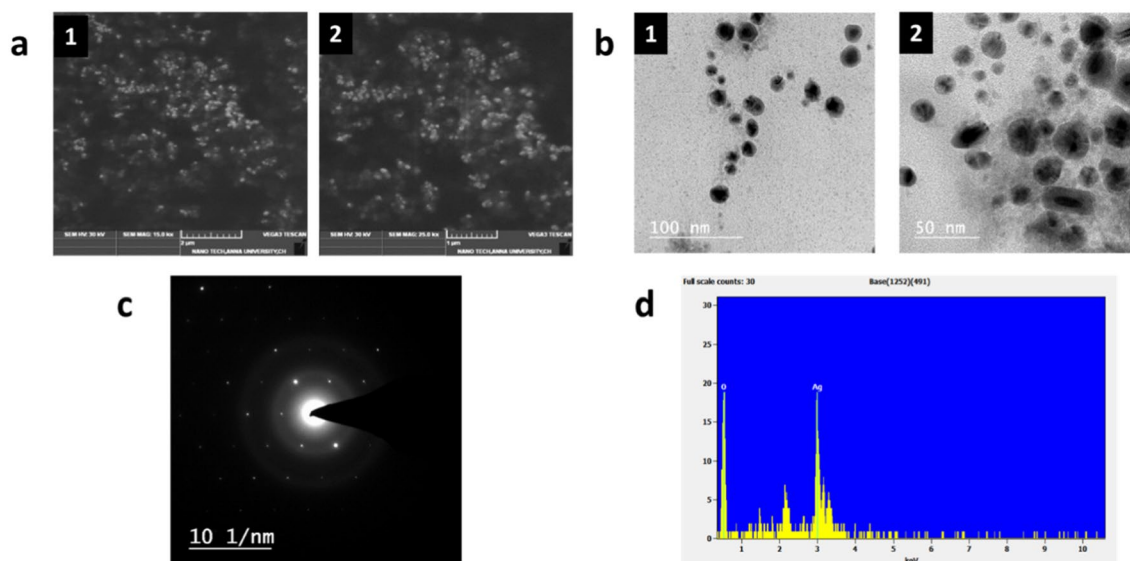 a
1
SEM HV: 30 kV
SEM MAG: 15.0 kx
2 µm
VEGA3 TESCAN
NANO TECH,ANNA UNIVERSITY,CH
2
SEM HV: 30 kV
SEM MAG: 25.0 kx
1 µm
VEGA3 TESCAN
NANO TECH,ANNA UNIVERSITY,CH
b
1
100 nm
2
50 nm
c
10 1/nm
d
Full scale counts: 30
Base(1252)(491)
30
25
20
15
10
5
0
O
Ag
1 2 3 4 5 6 7 8 9 10
keV